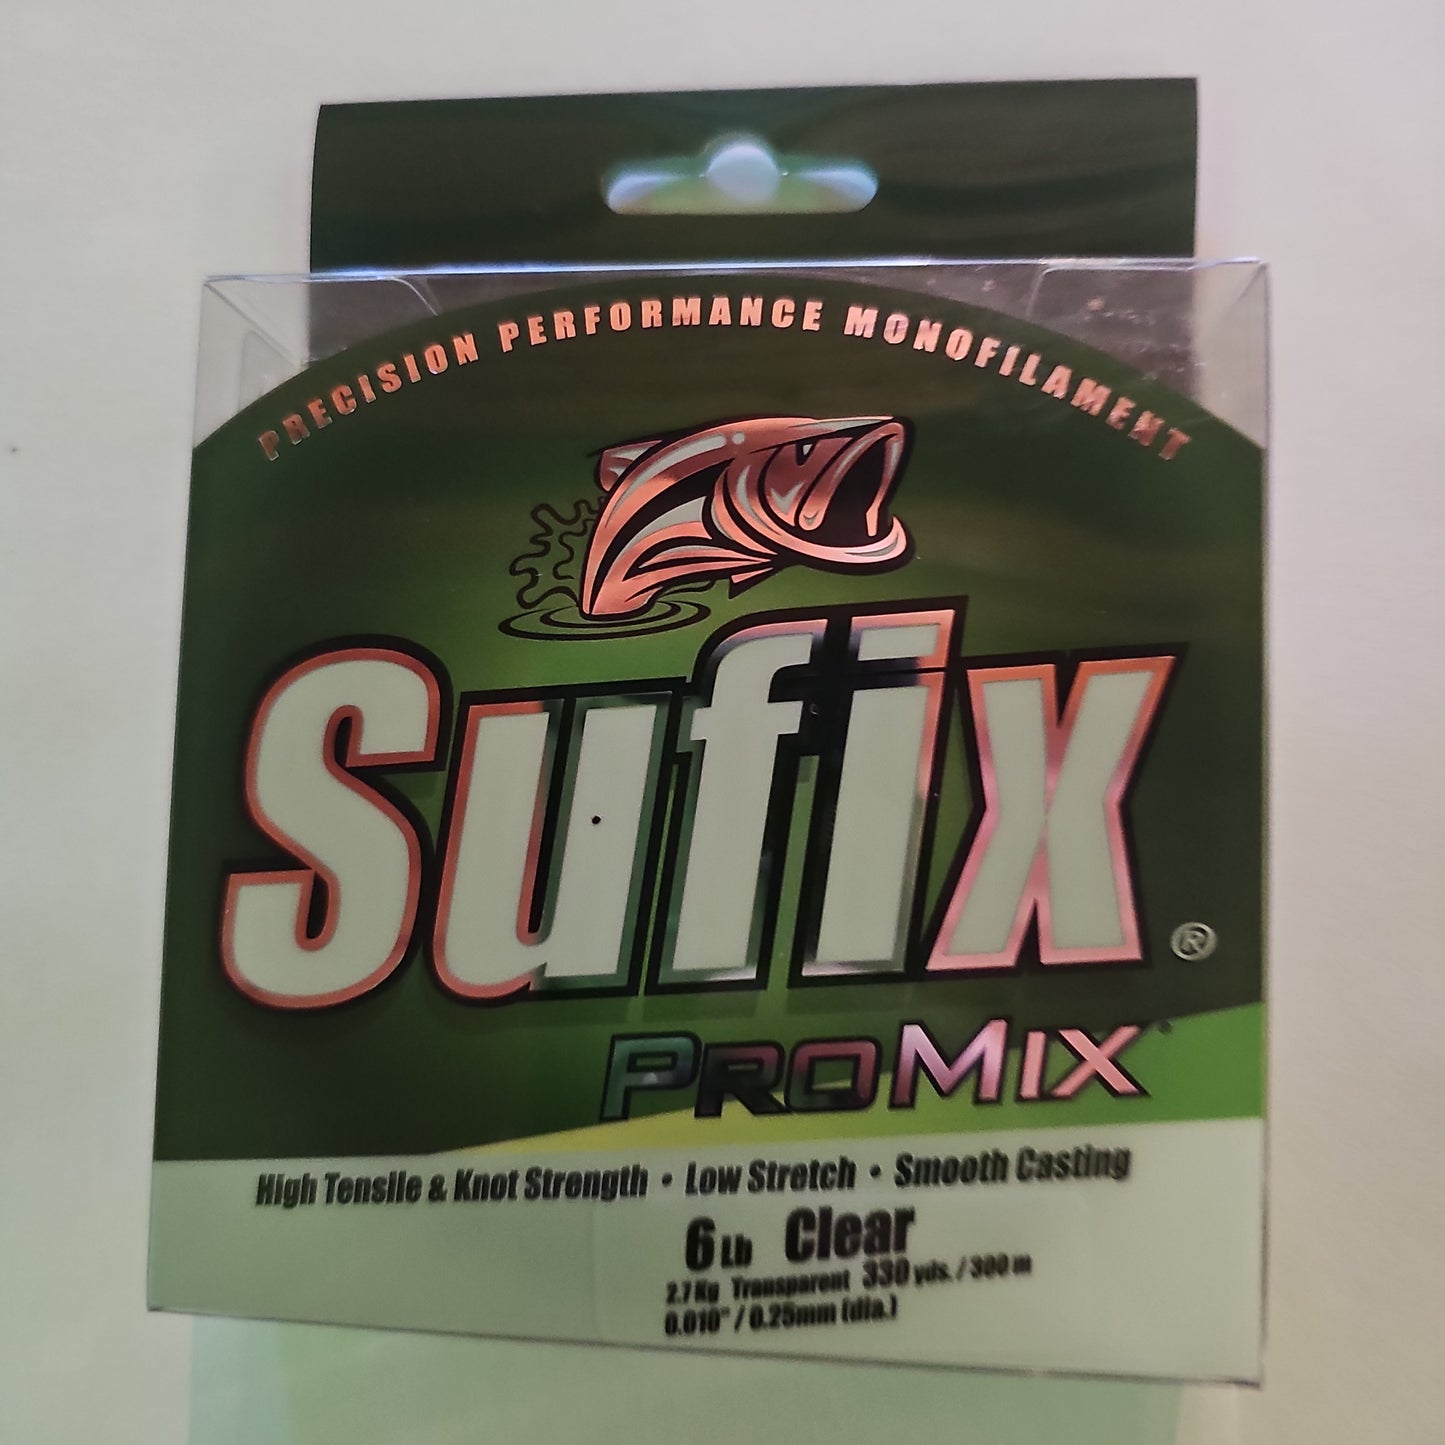 PRECISION PERFORMANCE MONOFILAMENT
Sufix®
PROMIX
High Tensile & Knot Strength • Low Stretch • Smooth Casting
6 Lb Clear
2.7 Kg Transparent 330 yds. / 300 m
0.010" / 0.25mm (dia.)